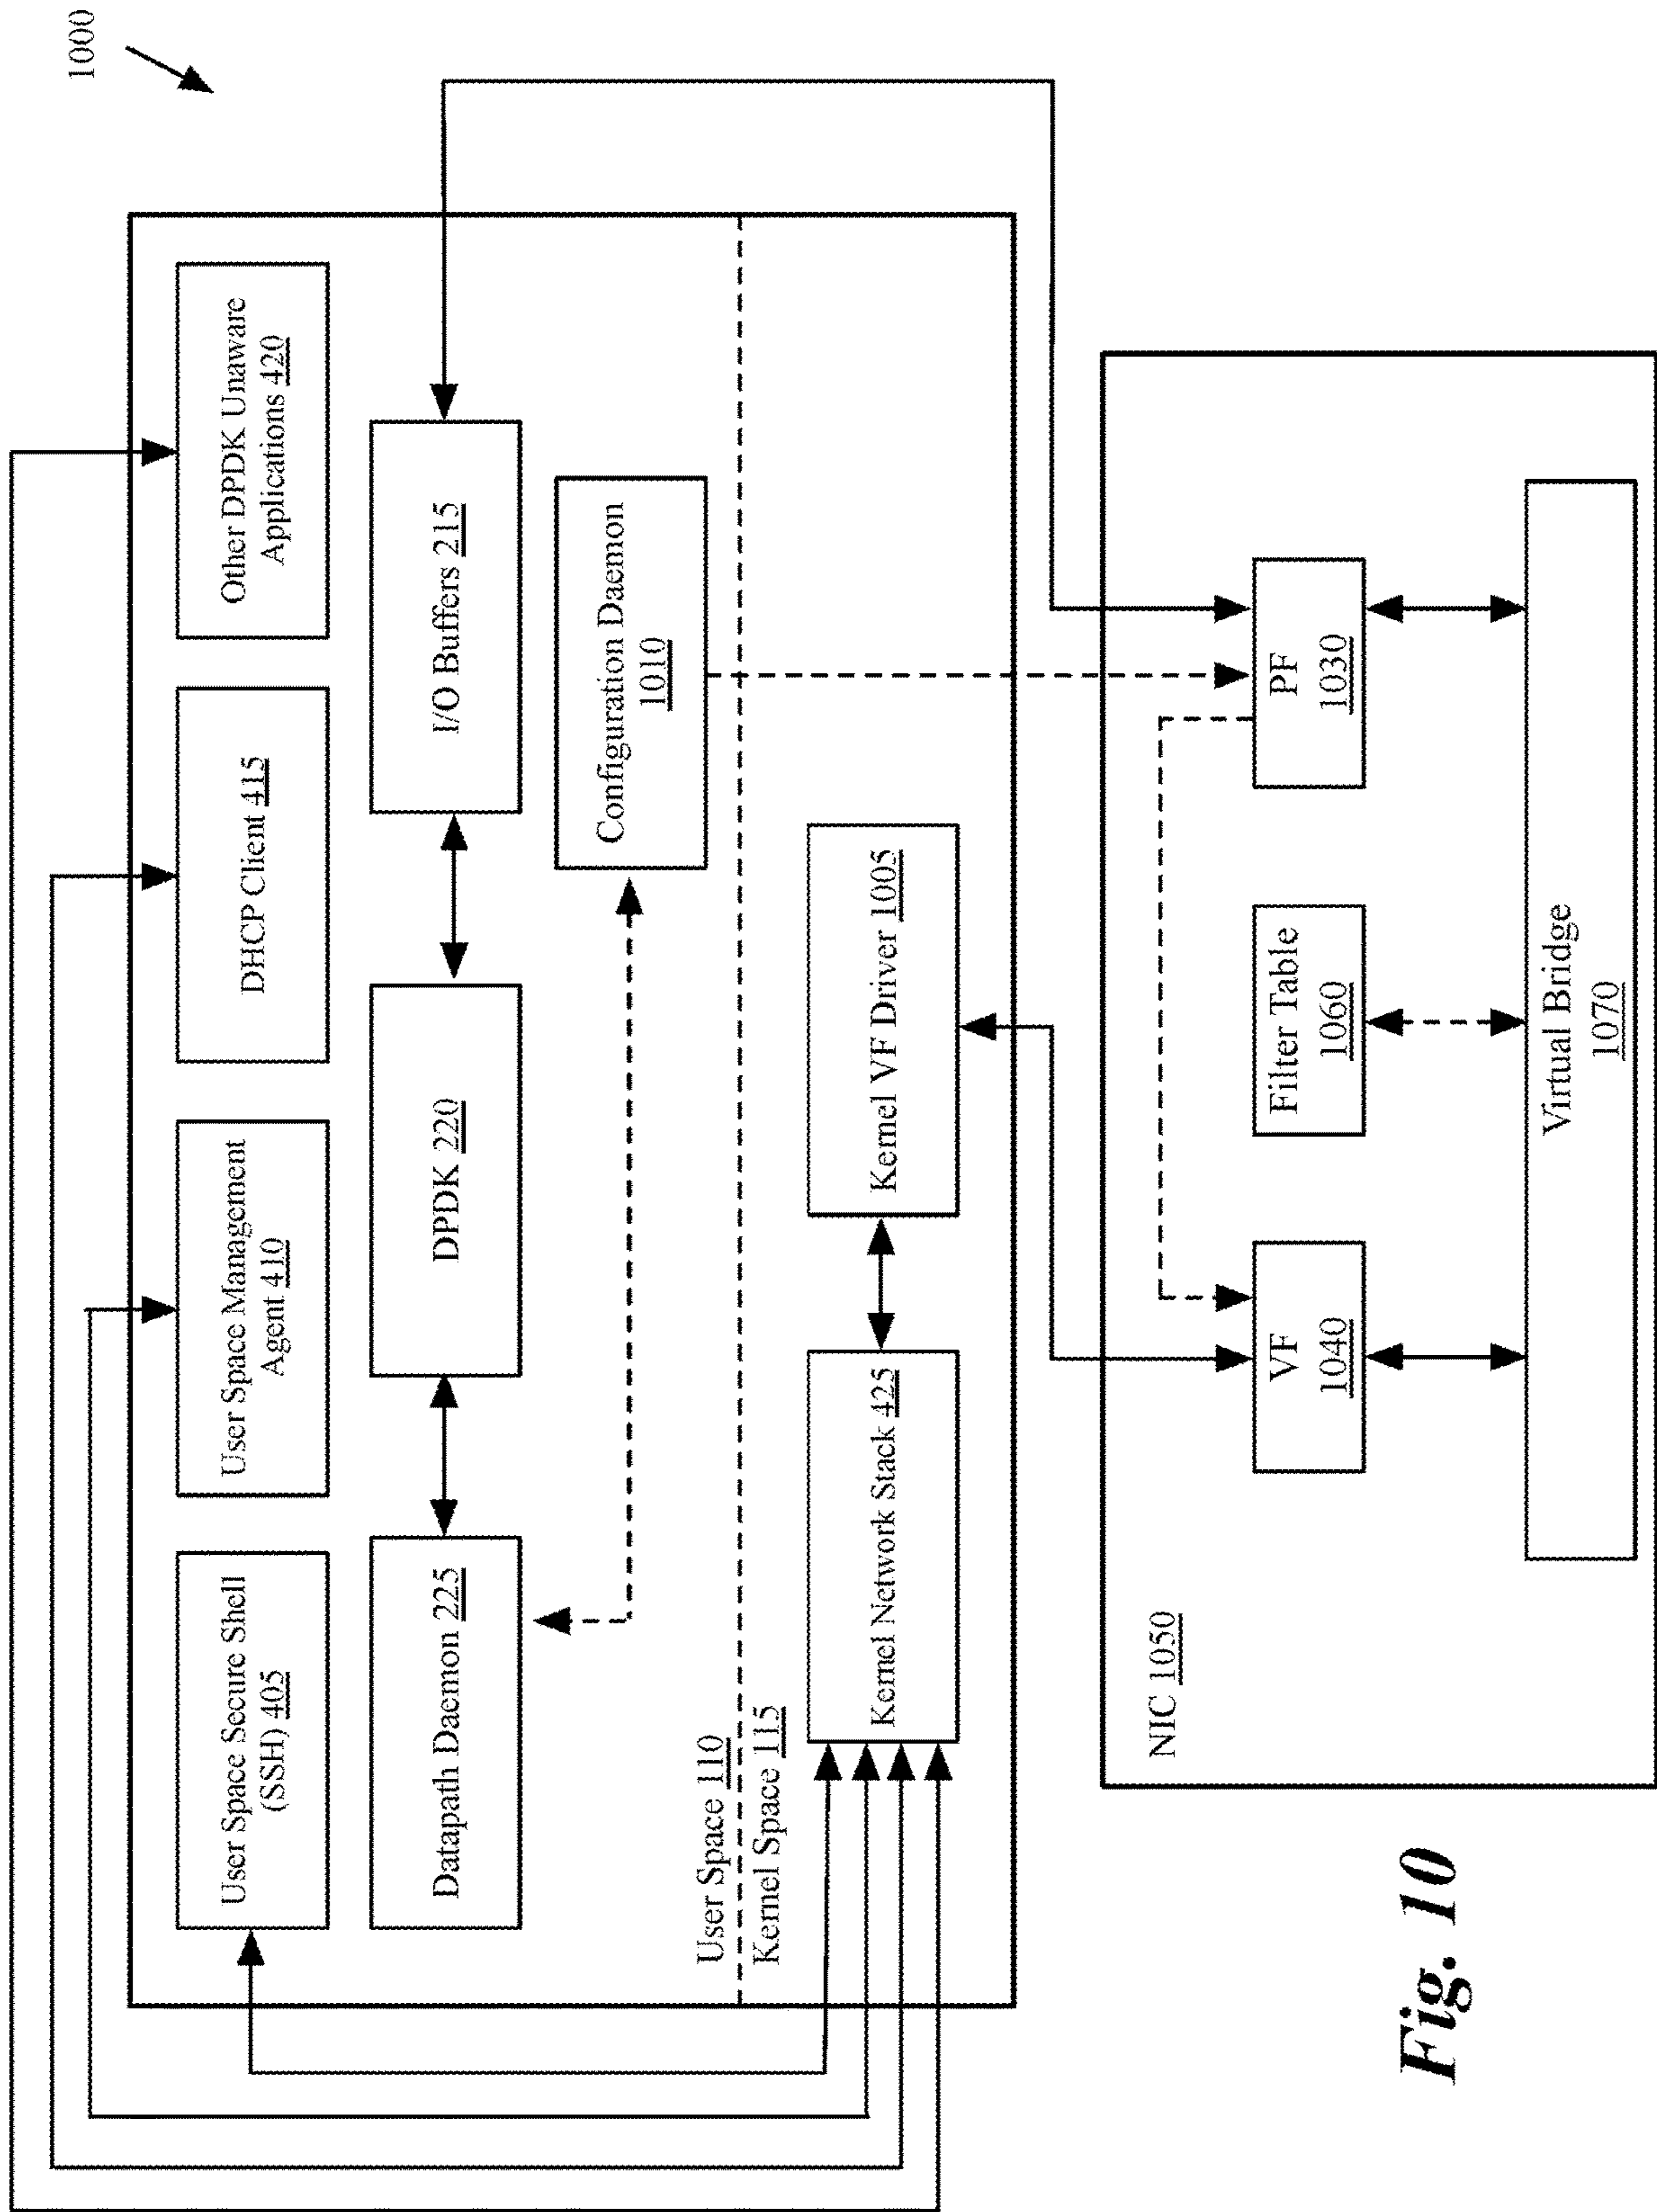 1000
User Space Secure Shell
(SSH) 405
User Space Management
Agent 410
DHCP Client 415
Other DPDK Unaware
Applications 420
Datapath Daemon 225
DPDK 220
I/O Buffers 215
Configuration Daemon
1010
User Space 110
Kernel Space 115
Kernel Network Stack 425
Kernel VF Driver 1005
NIC 1050
VF
1040
Filter Table
1060
PF
1030
Virtual Bridge
1070
Fig. 10